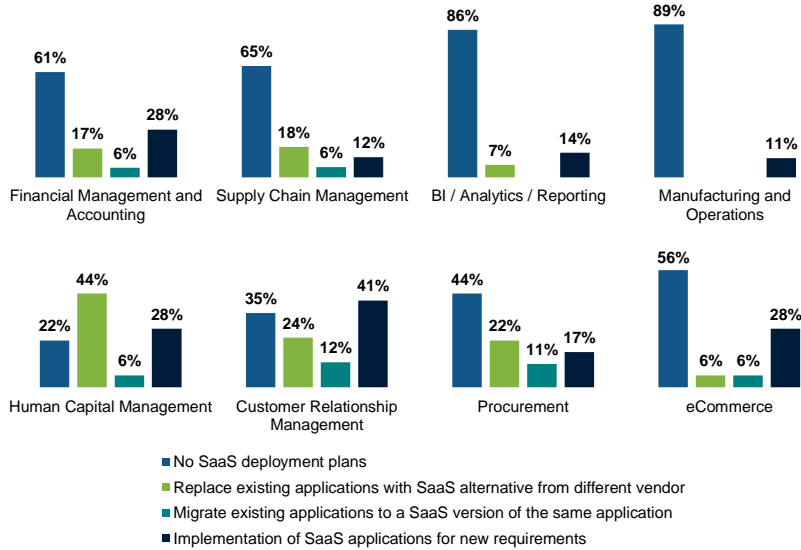 61%
17%
6%
28%
Financial Management and
Accounting
65%
18%
6%
12%
Supply Chain Management
86%
7%
14%
BI / Analytics / Reporting
89%
11%
Manufacturing and
Operations
22%
44%
6%
28%
Human Capital Management
35%
24%
12%
41%
Customer Relationship
Management
44%
22%
11%
17%
Procurement
56%
6%
6%
28%
eCommerce
No SaaS deployment plans
Replace existing applications with SaaS alternative from different vendor
Migrate existing applications to a SaaS version of the same application
Implementation of SaaS applications for new requirements